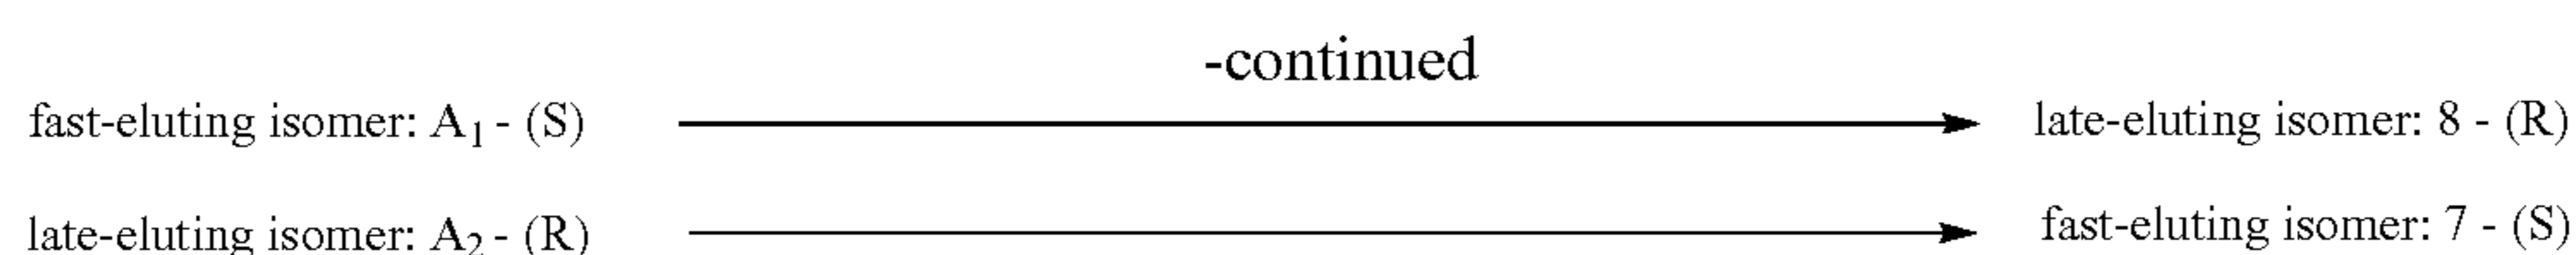 -continued
fast-eluting isomer: A₁ - (S) late-eluting isomer: 8 - (R)
late-eluting isomer: A₂ - (R) fast-eluting isomer: 7 - (S)